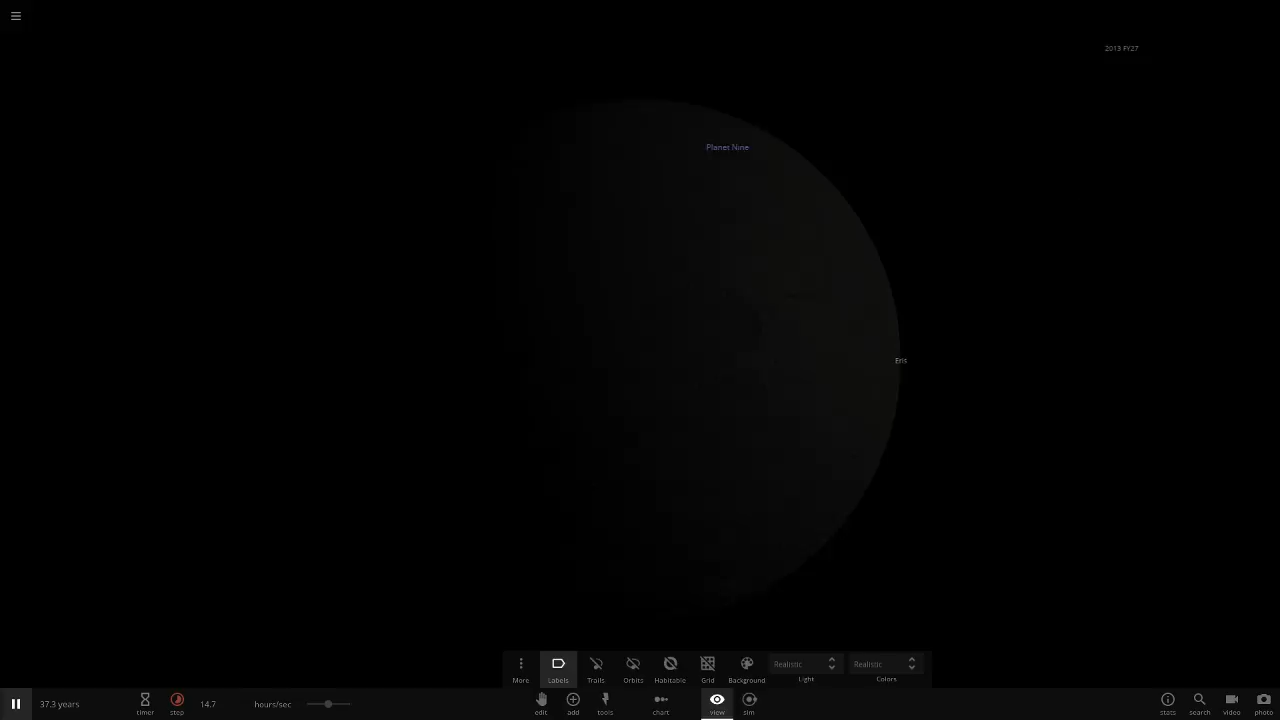 2013 FY27
Planet Nine
Eris
More
Labels
Trails
Orbits
Habitable
Grid
Background
Realistic
Light
Realistic
Colors
37.3 years
timer
step
14.7
hours/sec
edit
add
tools
chart
view
sim
stats
search
video
photo